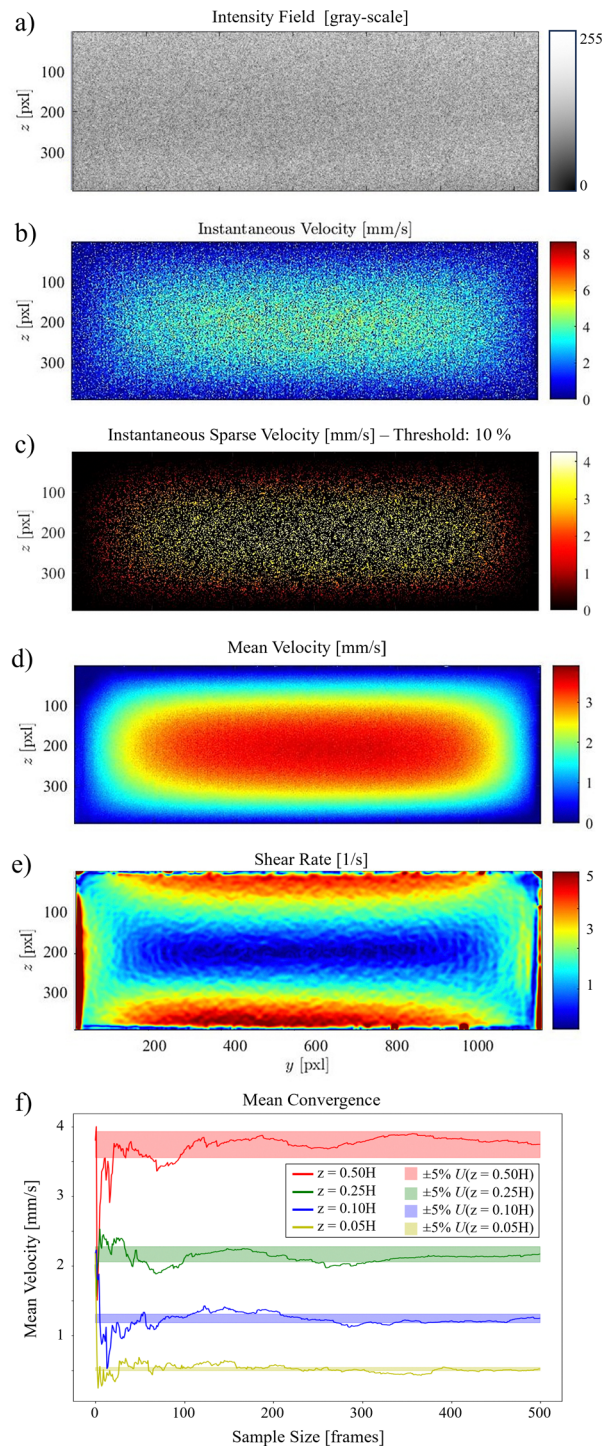 a)
Intensity Field [gray-scale]
255
100
200
300
z [pxl]
0
b)
Instantaneous Velocity [mm/s]
100
200
300
z [pxl]
8
6
4
2
0
c)
Instantaneous Sparse Velocity [mm/s] – Threshold: 10 %
100
200
300
z [pxl]
4
3
2
1
0
d)
Mean Velocity [mm/s]
100
200
300
z [pxl]
3
2
1
0
e)
Shear Rate [1/s]
100
200
300
z [pxl]
5
4
3
2
1
200 400 600 800 1000
y [pxl]
f)
Mean Convergence
4
3
2
1
Mean Velocity [mm/s]
z = 0.50H ±5% U(z = 0.50H)
z = 0.25H ±5% U(z = 0.25H)
z = 0.10H ±5% U(z = 0.10H)
z = 0.05H ±5% U(z = 0.05H)
0 100 200 300 400 500
Sample Size [frames]